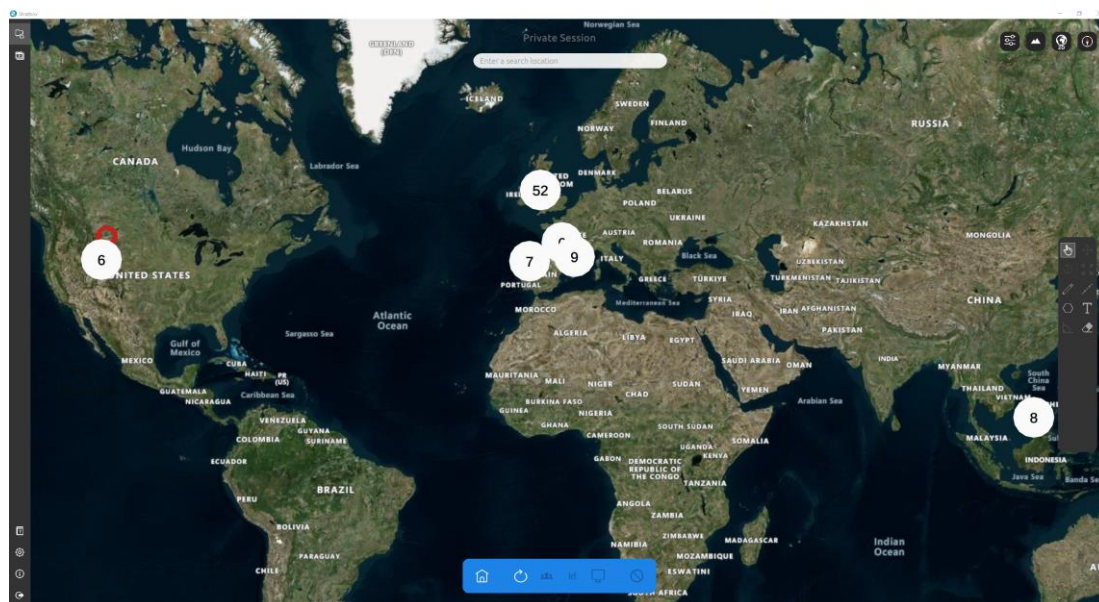 Norwegian Sea
GREENLAND
(DEN)
Private Session
Enter a search location
ICELAND
SWEDEN
FINLAND
NORWAY
RUSSIA
Hudson Bay
CANADA
Labrador Sea
DENMARK
52
BELARUS
POLAND
UKRAINE
KAZAKHSTAN
AUSTRIA
ROMANIA
MONGOLIA
6
7
9
ITALY
Black Sea
UZBEKISTAN
UNITED STATES
PORTUGAL
GREECE
TÜRKIYE
TURKMENISTAN
TAJIKISTAN
Mediterranean Sea
SYRIA
CHINA
MOROCCO
IRAQ
IRAN
AFGHANISTAN
Atlantic
Ocean
PAKISTAN
Sargasso Sea
ALGERIA
LIBYA
EGYPT
Gulf of
Mexico
MEXICO
CUBA
HAITI
PR
(US)
SAUDI ARABIA
OMAN
INDIA
MYANMAR
MAURITANIA
MALI
NIGER
CHAD
SUDAN
YEMEN
South
China
Sea
THAILAND
VIETNAM
GUATEMALA
NICARAGUA
Caribbean Sea
BURKINA FASO
GUINEA
NIGERIA
Arabian Sea
8
VENEZUELA
GUYANA
SURINAME
COLOMBIA
GHANA
CAMEROON
SOUTH SUDAN
SOMALIA
MALAYSIA
UGANDA
KENYA
ECUADOR
GABON
DEMOCRATIC
REPUBLIC OF
THE CONGO
INDONESIA
Java Sea
TANZANIA
Banda Sea
PERU
BRAZIL
ANGOLA
ZAMBIA
BOLIVIA
ZIMBABWE
MADAGASCAR
NAMIBIA
MOZAMBIQUE
Indian
Ocean
PARAGUAY
CHILE
ESWATINI
T